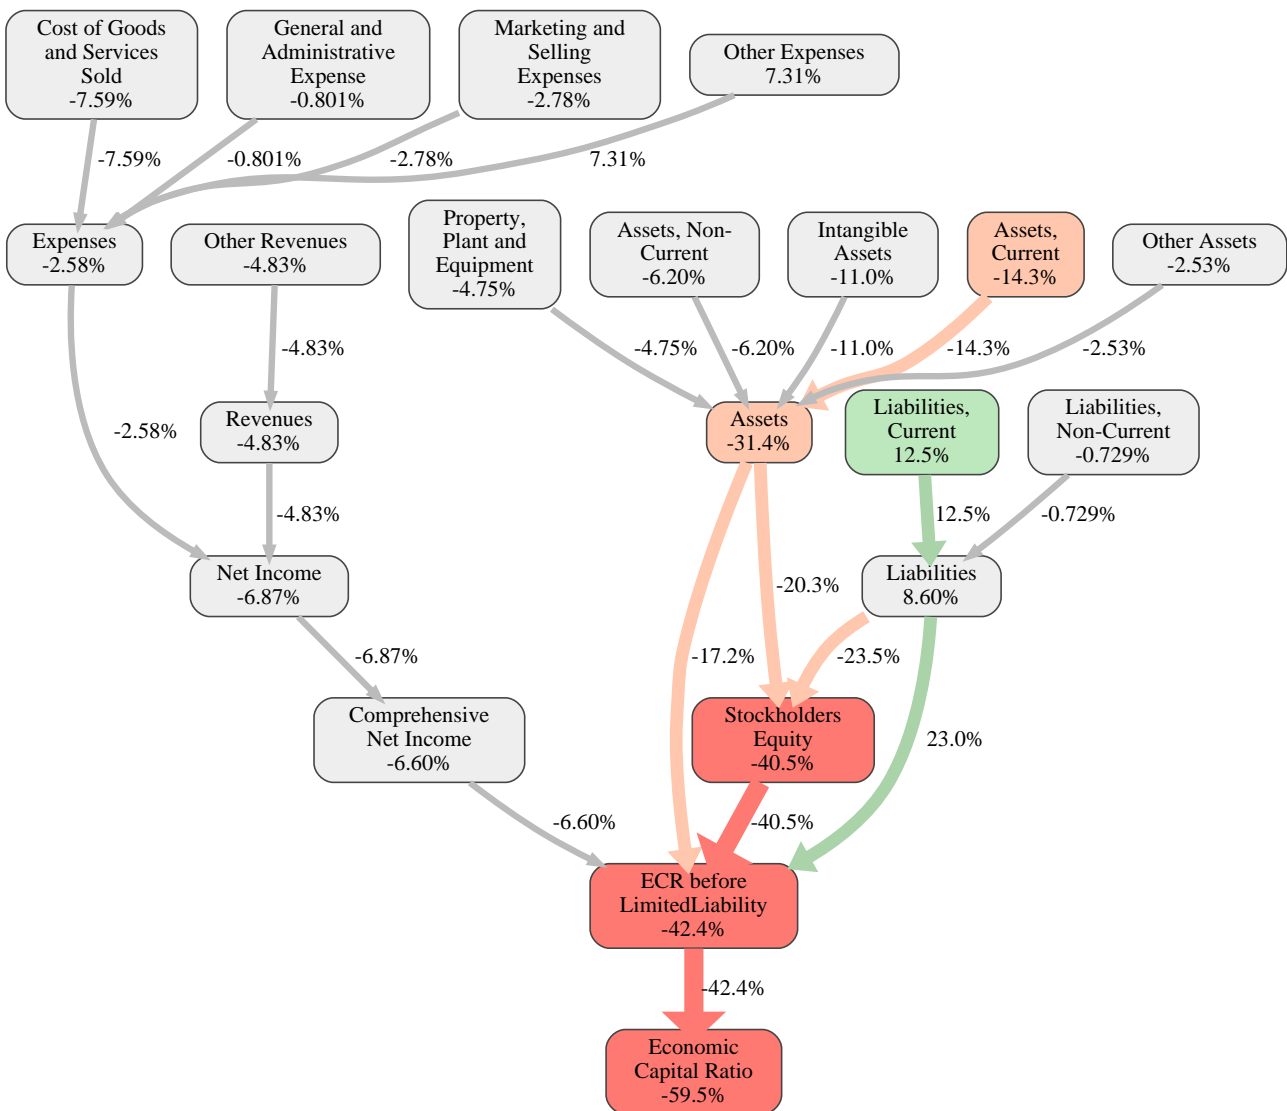 Cost of Goods
and Services
Sold
-7.59%
General and
Administrative
Expense
-0.801%
Marketing and
Selling
Expenses
-2.78%
Other Expenses
7.31%
-7.59%
-0.801%
-2.78%
7.31%
Expenses
-2.58%
Other Revenues
-4.83%
Property,
Plant and
Equipment
-4.75%
Assets, Non-
Current
-6.20%
Intangible
Assets
-11.0%
Assets,
Current
-14.3%
Other Assets
-2.53%
-4.83%
-4.75%
-6.20%
-11.0%
-14.3%
-2.53%
-2.58%
Revenues
-4.83%
Assets
-31.4%
Liabilities,
Current
12.5%
Liabilities,
Non-Current
-0.729%
-4.83%
12.5%
-0.729%
Net Income
-6.87%
-20.3%
Liabilities
8.60%
-6.87%
-17.2%
-23.5%
Comprehensive
Net Income
-6.60%
Stockholders
Equity
-40.5%
23.0%
-6.60%
-40.5%
ECR before
LimitedLiability
-42.4%
-42.4%
Economic
Capital Ratio
-59.5%